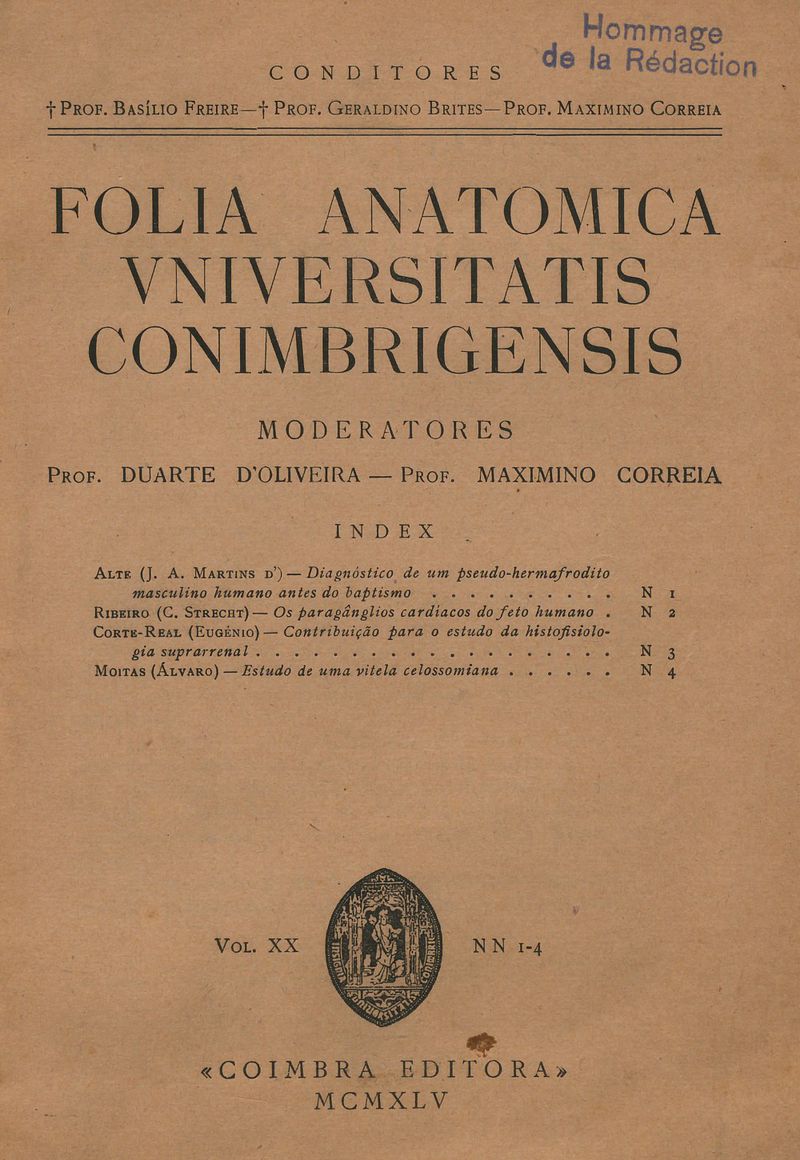 Hommage
de la Rédaction
CONDITORES
† PROF. BASÍLIO FREIRE—† PROF. GERALDINO BRITES—PROF. MAXIMINO CORREIA
FOLIA ANATOMICA
VNIVERSITATIS
CONIMBRIGENSIS
MODERATORES
PROF. DUARTE D'OLIVEIRA — PROF. MAXIMINO CORREIA
INDEX
ALTE (J. A. MARTINS D') — Diagnóstico de um pseudo-hermafrodito
masculino humano antes do baptismo . . . . . . . . . . N 1
RIBEIRO (C. STRECHT) — Os paragânglios cardíacos do feto humano . N 2
CORTE-REAL (EUGÉNIO) — Contribuição para o estudo da histofisiolo-
gia suprarrenal . . . . . . . . . . . . . . . . . . . N 3
MOITAS (ÁLVARO) — Estudo de uma vitela celossomiana . . . . . . N 4
VOL. XX NN 1-4
«COIMBRA EDITORA»
MCMXLV